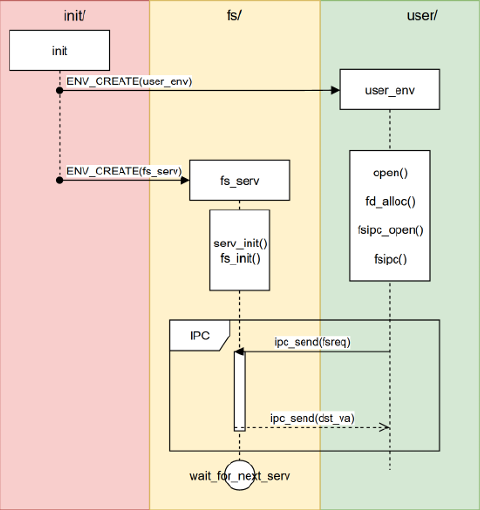 init/
fs/
user/
init
ENV_CREATE(user_env)
user_env
ENV_CREATE(fs_serv)
fs_serv
open()
fd_alloc()
fsipc_open()
fsipc()
serv_init()
fs_init()
IPC
ipc_send(fsreq)
ipc_send(dst_va)
wait_for_next_serv